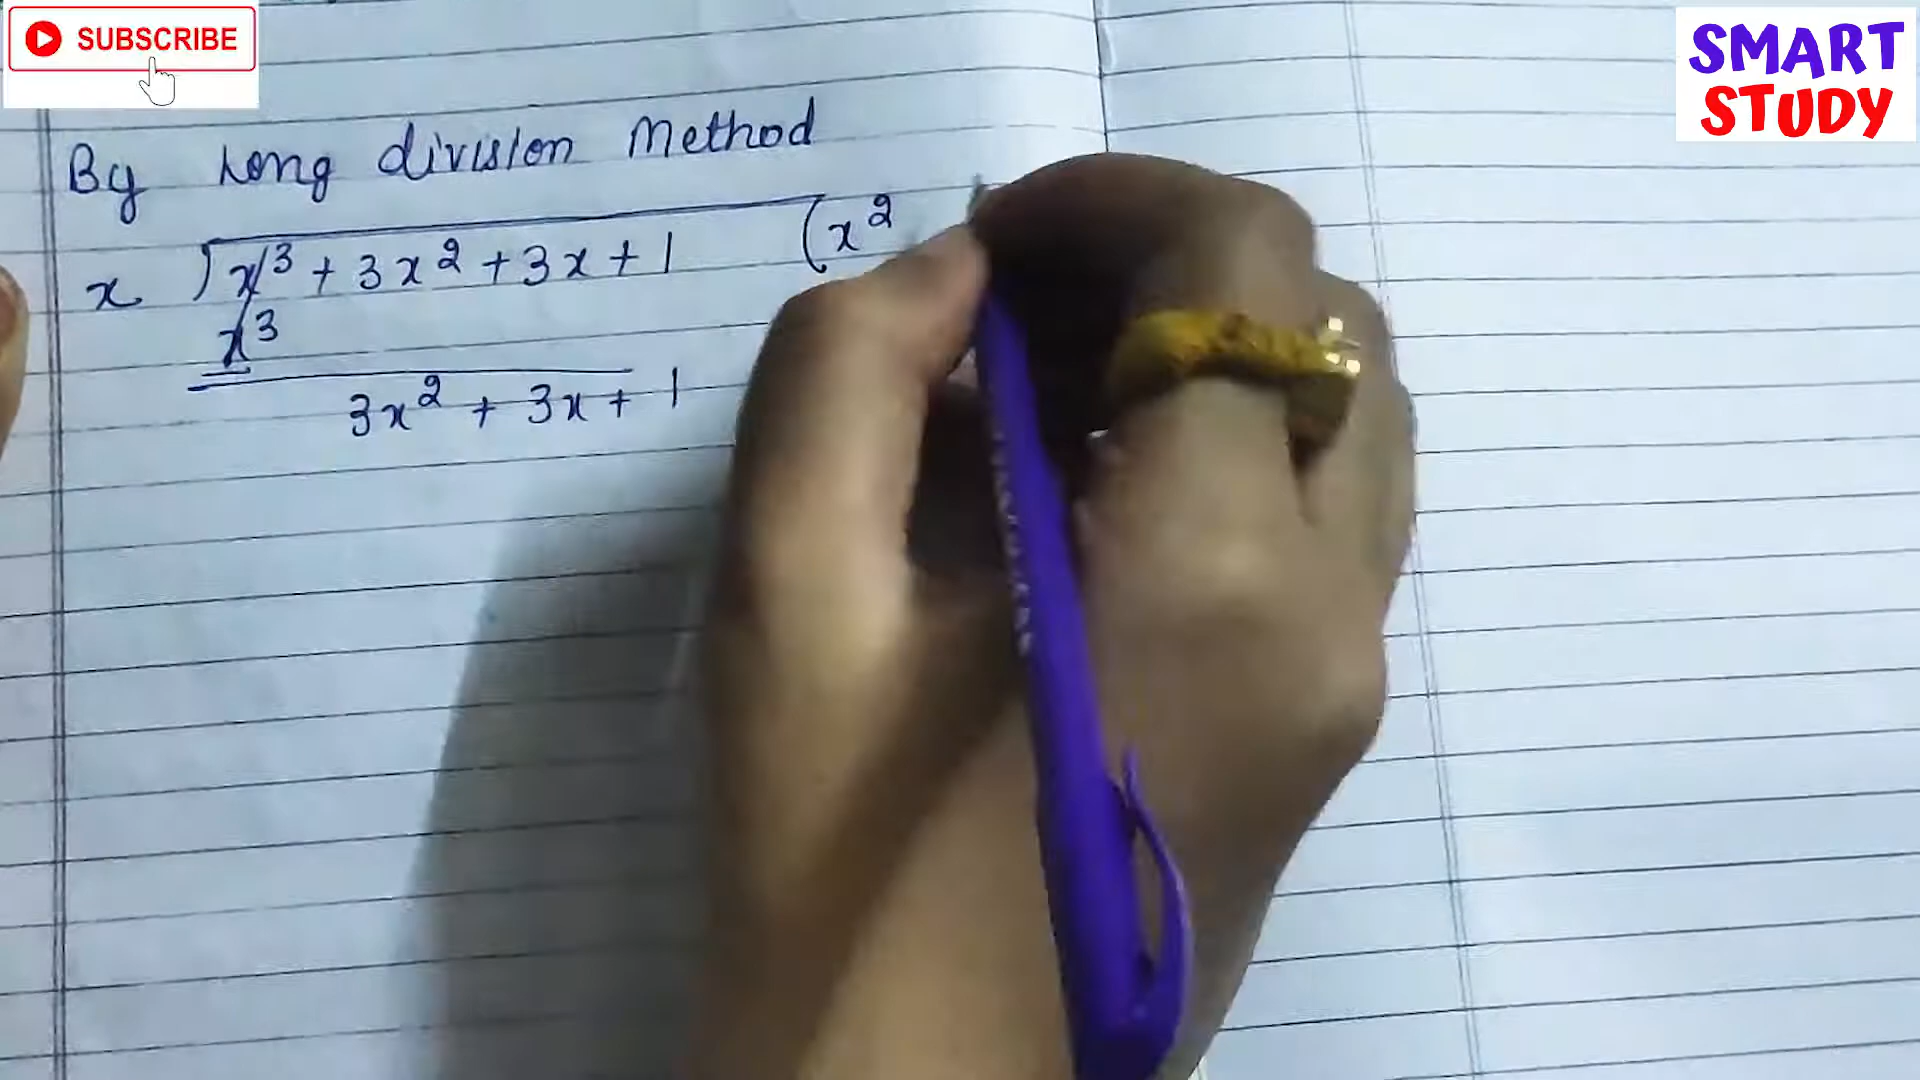 SUBSCRIBE
SMART
STUDY
By Long division Method
x ) x³ + 3x² + 3x + 1 ( x²
x³
3x² + 3x + 1